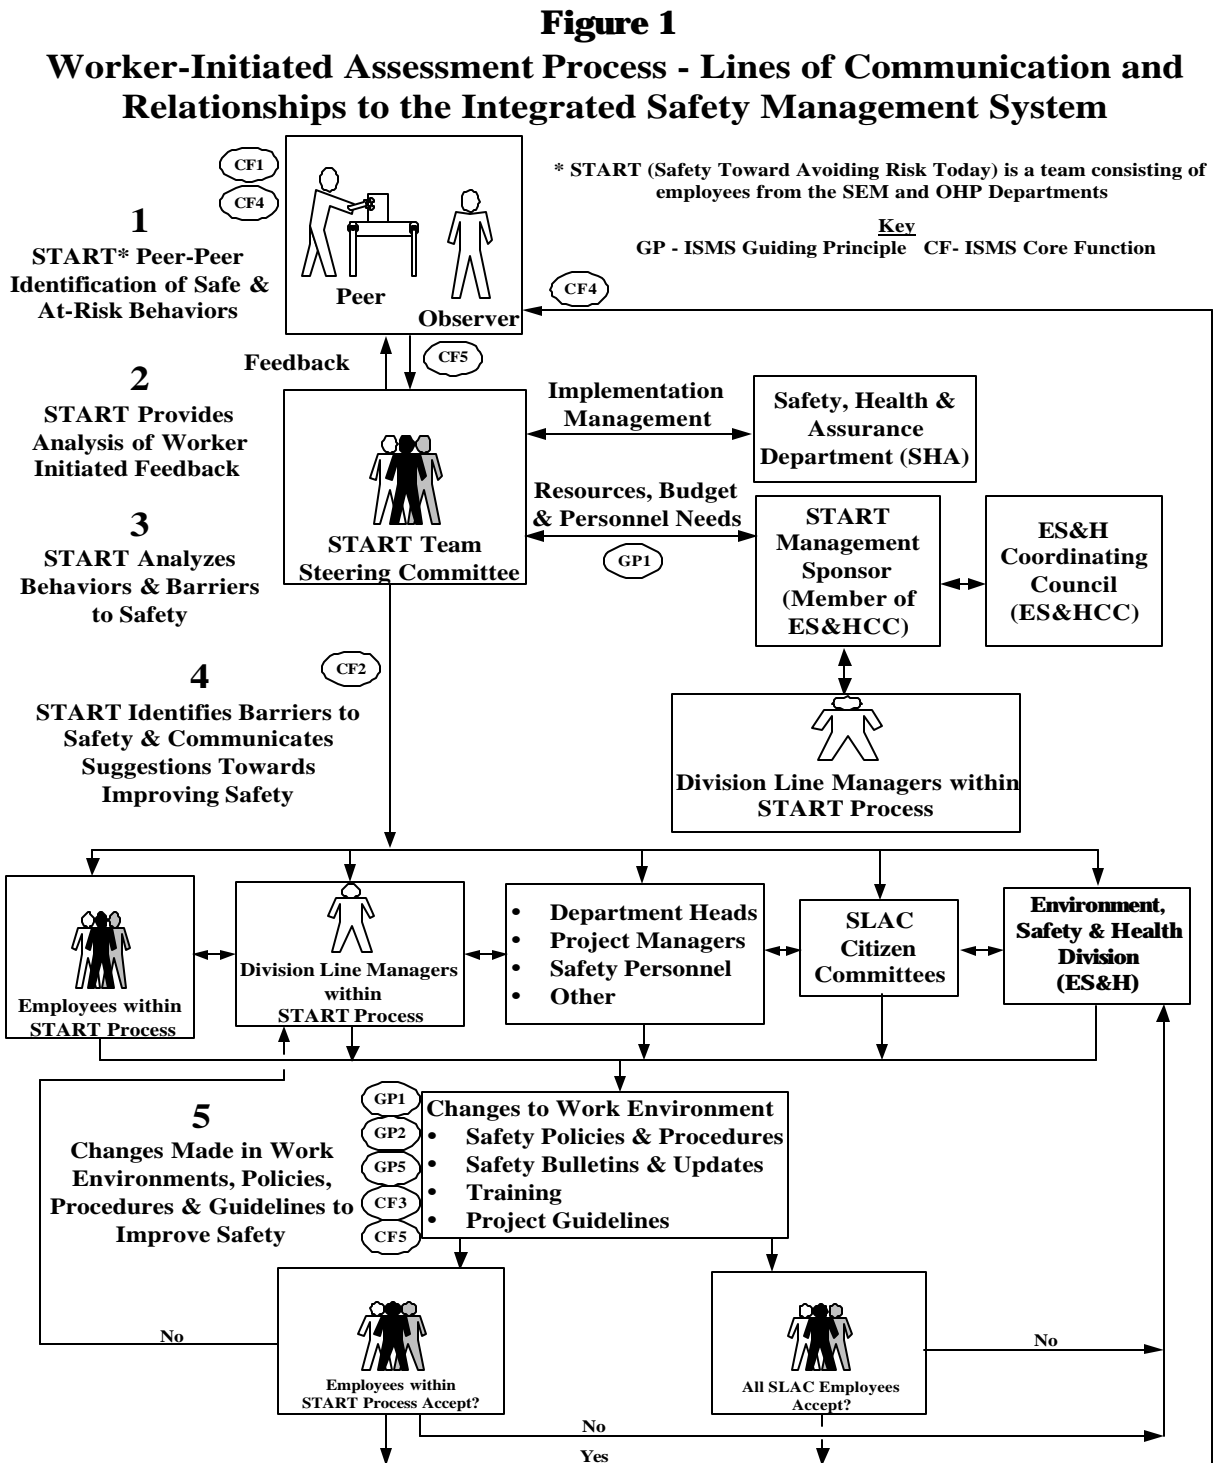 Figure 1
Worker-Initiated Assessment Process - Lines of Communication and
Relationships to the Integrated Safety Management System
CF1
CF4
* START (Safety Toward Avoiding Risk Today) is a team consisting of
employees from the SEM and OHP Departments
Key
GP - ISMS Guiding Principle CF- ISMS Core Function
1
START* Peer-Peer
Identification of Safe &
At-Risk Behaviors
Peer
Observer
CF4
Feedback
CF5
2
START Provides
Analysis of Worker
Initiated Feedback
Implementation
Management
Safety, Health &
Assurance
Department (SHA)
3
START Analyzes
Behaviors & Barriers
to Safety
START Team
Steering Committee
Resources, Budget
& Personnel Needs
GP1
START
Management
Sponsor
(Member of
ES&HCC)
ES&H
Coordinating
Council
(ES&HCC)
CF2
4
START Identifies Barriers to
Safety & Communicates
Suggestions Towards
Improving Safety
Division Line Managers within
START Process
Employees within
START Process
Division Line Managers
within
START Process
• Department Heads
• Project Managers
• Safety Personnel
• Other
SLAC
Citizen
Committees
Environment,
Safety & Health
Division
(ES&H)
5
Changes Made in Work
Environments, Policies,
Procedures & Guidelines to
Improve Safety
GP1
GP2
GP5
CF3
CF5
Changes to Work Environment
• Safety Policies & Procedures
• Safety Bulletins & Updates
• Training
• Project Guidelines
No
Employees within
START Process Accept?
All SLAC Employees
Accept?
No
No
Yes